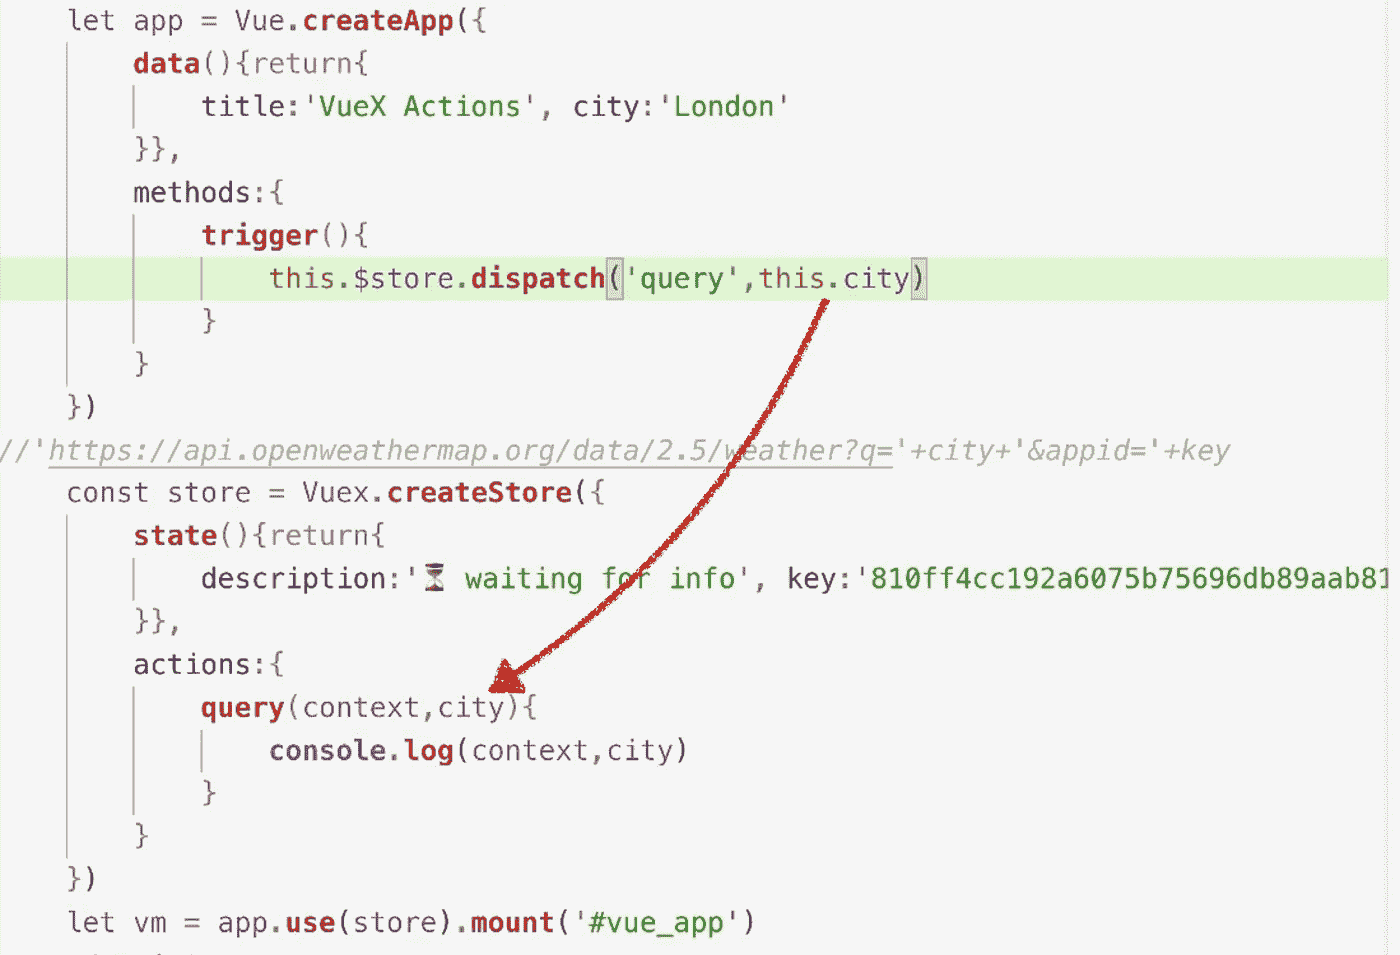 let app = Vue.createApp({
data(){return{
title:'VueX Actions', city:'London'
}},
methods:{
trigger(){
this.$store.dispatch('query',this.city)
}
}
})
//'https://api.openweathermap.org/data/2.5/weather?q='+city+'&appid='+key
const store = Vuex.createStore({
state(){return{
description:'⏳ waiting for info', key:'810ff4cc192a6075b75696db89aab81
}},
actions:{
query(context,city){
console.log(context,city)
}
}
})
let vm = app.use(store).mount('#vue_app')